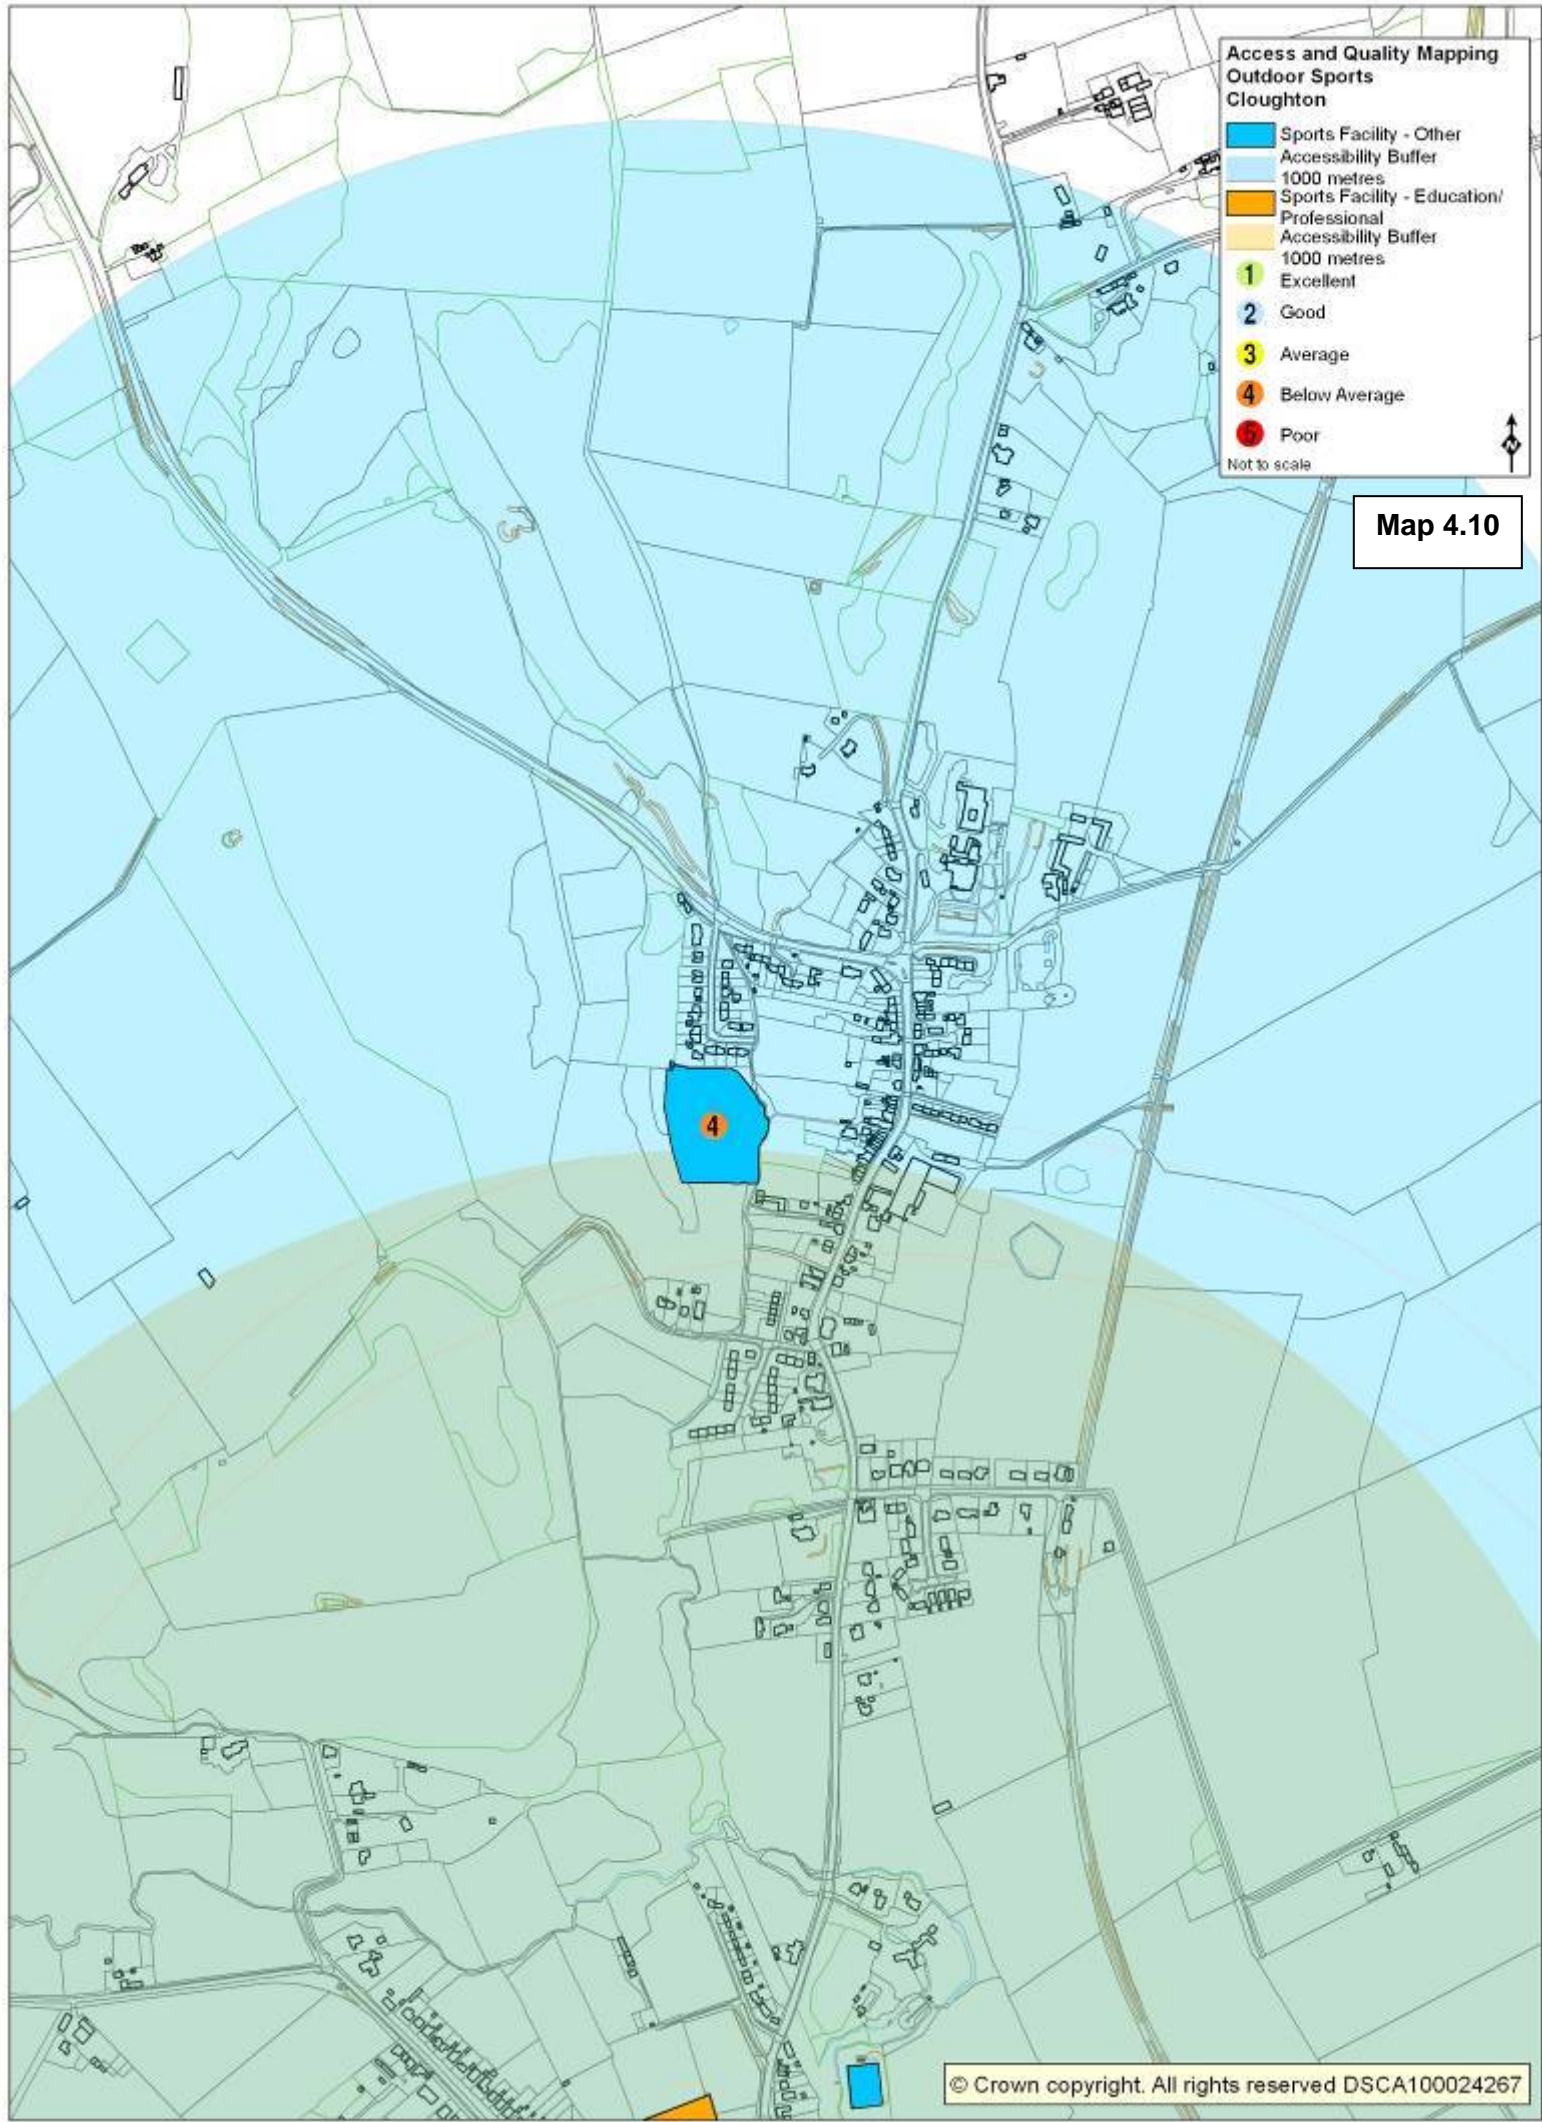 Access and Quality Mapping
Outdoor Sports
Cloughton
Sports Facility - Other
Accessibility Buffer
1000 metres
Sports Facility - Education/
Professional
Accessibility Buffer
1000 metres
1 Excellent
2 Good
3 Average
4 Below Average
5 Poor
N
Not to scale
Map 4.10
4
© Crown copyright. All rights reserved DSCA100024267